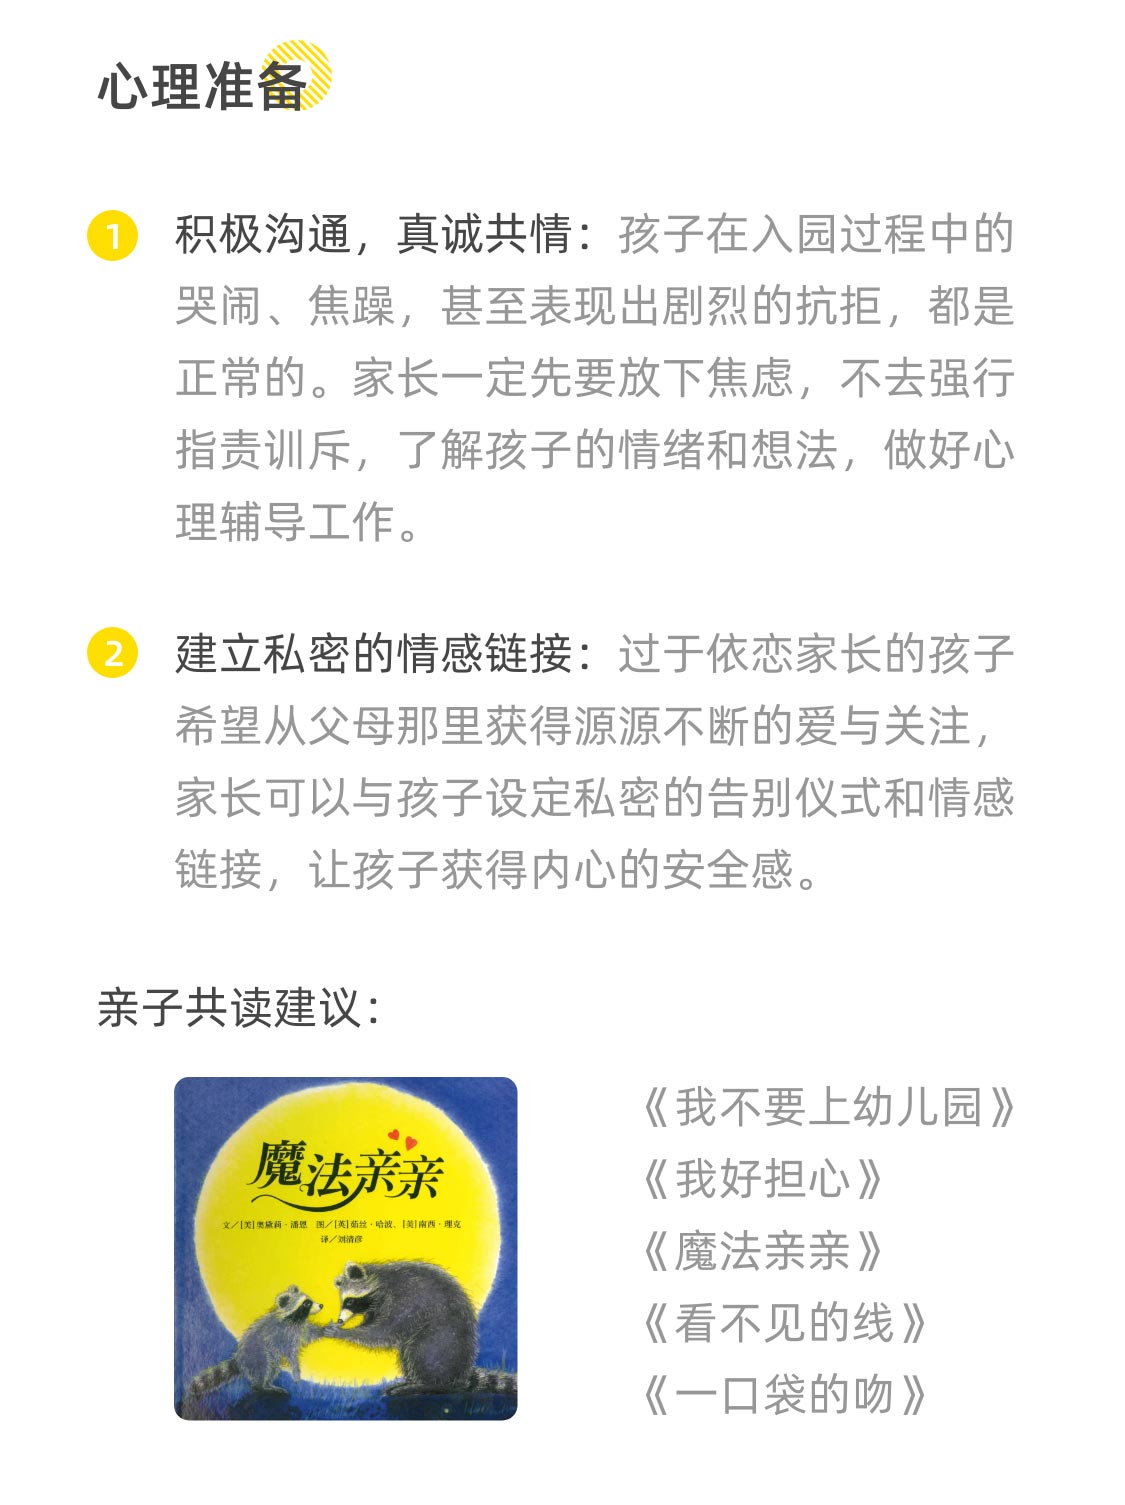 心理准备
1 积极沟通，真诚共情：孩子在入园过程中的
哭闹、焦躁，甚至表现出剧烈的抗拒，都是
正常的。家长一定先要放下焦虑，不去强行
指责训斥，了解孩子的情绪和想法，做好心
理辅导工作。
2 建立私密的情感链接：过于依恋家长的孩子
希望从父母那里获得源源不断的爱与关注，
家长可以与孩子设定私密的告别仪式和情感
链接，让孩子获得内心的安全感。
亲子共读建议：
魔法亲亲
文／[美]奥黛莉·潘恩 图／[英]茹丝·哈波、[美]南西·理克
译／刘清彦
《我不要上幼儿园》
《我好担心》
《魔法亲亲》
《看不见的线》
《一口袋的吻》